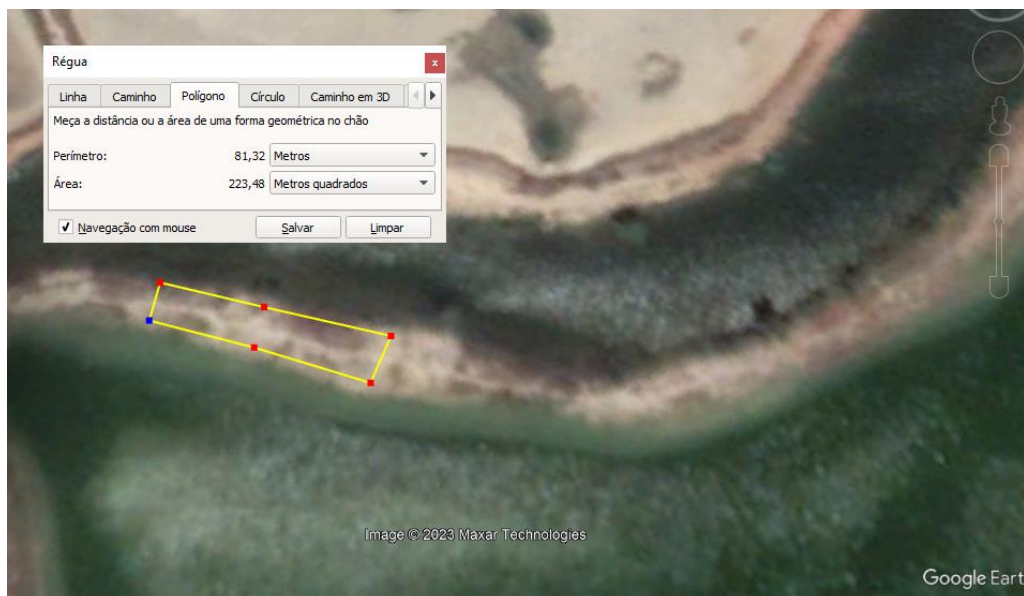 Régua
x
Linha Caminho Polígono Círculo Caminho em 3D
Meça a distância ou a área de uma forma geométrica no chão
Perímetro: 81,32 Metros
Área: 223,48 Metros quadrados
Navegação com mouse Salvar Limpar
Image © 2023 Maxar Technologies
Google Eart